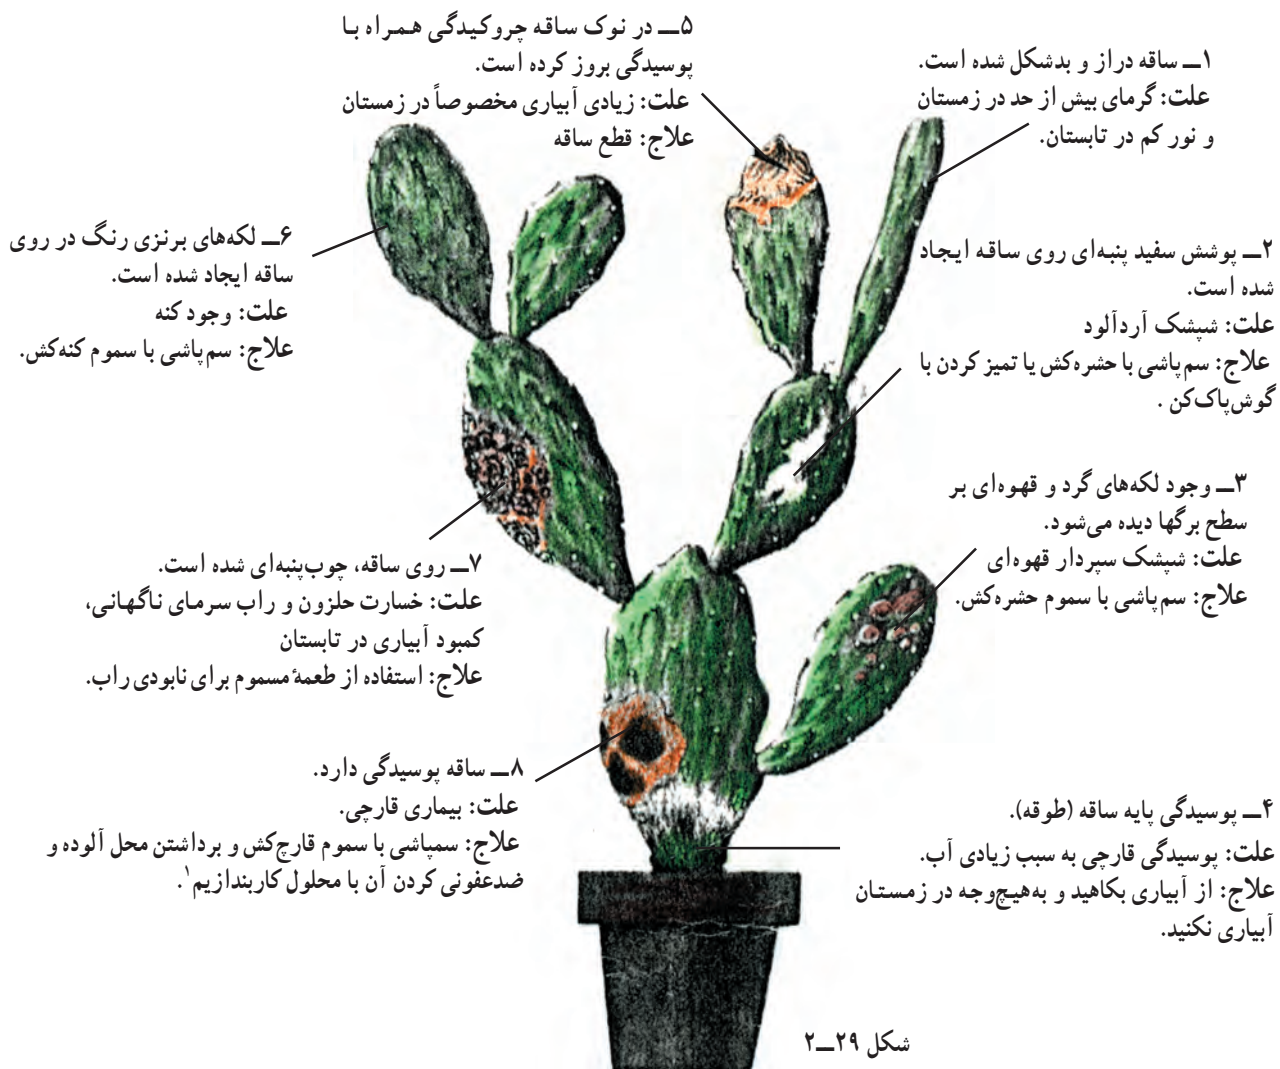 ۱ــ ساقه دراز و بدشکل شده است.
علت: گرمای بیش از حد در زمستان
و نور کم در تابستان.
۲ــ پوشش سفید پنبه‌ای روی ساقه ایجاد
شده است.
علت: شپشک آردآلود
علاج: سم‌پاشی با حشره‌کش یا تمیز کردن با
گوش‌پاک‌کن .
۳ــ وجود لکه‌های گرد و قهوه‌ای بر
سطح برگها دیده می‌شود.
علت: شپشک سپردار قهوه‌ای
علاج: سم‌پاشی با سموم حشره‌کش.
۴ــ پوسیدگی پایه ساقه (طوقه).
علت: پوسیدگی قارچی به سبب زیادی آب.
علاج: از آبیاری بکاهید و به‌هیچ‌وجه در زمستان
آبیاری نکنید.
۵ــ در نوک ساقه چروکیدگی همراه با
پوسیدگی بروز کرده است.
علت: زیادی آبیاری مخصوصاً در زمستان
علاج: قطع ساقه
۶ــ لکه‌های برنزی رنگ در روی
ساقه ایجاد شده است.
علت: وجود کنه
علاج: سم‌پاشی با سموم کنه‌کش.
۷ــ روی ساقه، چوب‌پنبه‌ای شده است.
علت: خسارت حلزون و راب سرمای ناگهانی،
کمبود آبیاری در تابستان
علاج: استفاده از طعمهٔ مسموم برای نابودی راب.
۸ــ ساقه پوسیدگی دارد.
علت: بیماری قارچی.
علاج: سمپاشی با سموم قارچ‌کش و برداشتن محل آلوده و
ضدعفونی کردن آن با محلول کاربندازیم۱.
شکل ۲۹ــ۲